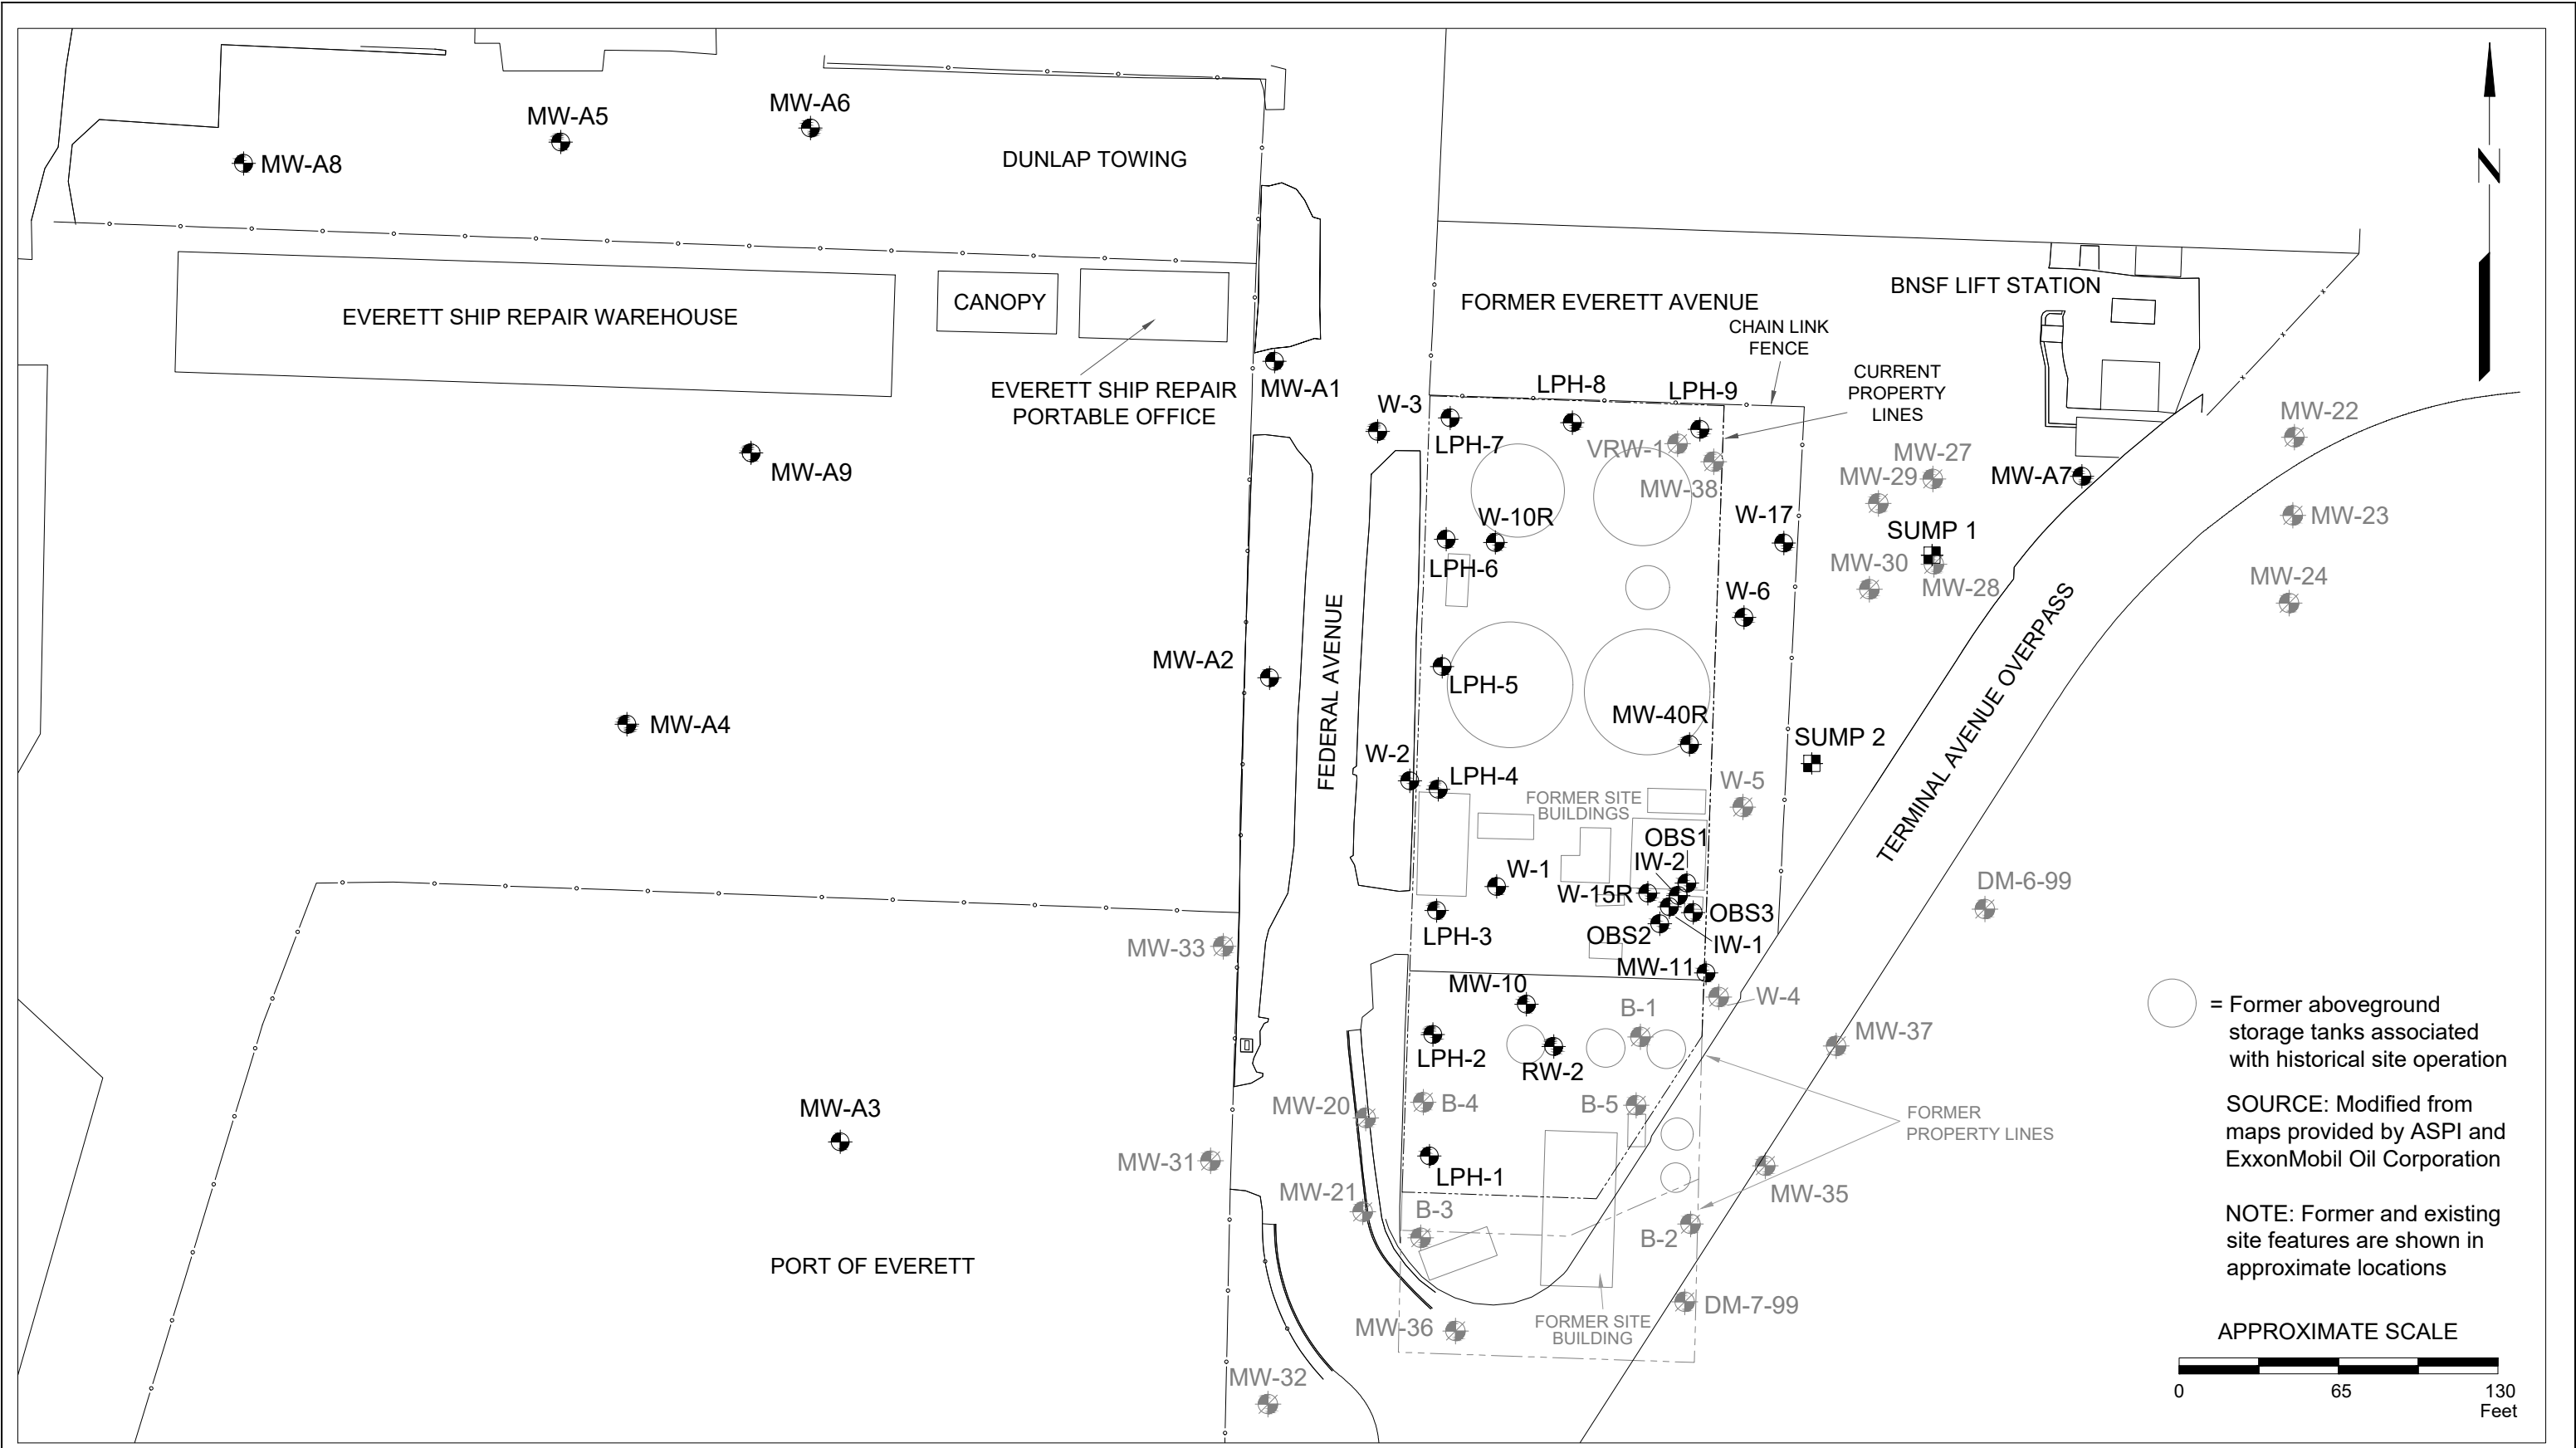 MW-A6
MW-A5
MW-A8
DUNLAP TOWING
N
BNSF LIFT STATION
FORMER EVERETT AVENUE
CANOPY
EVERETT SHIP REPAIR WAREHOUSE
CHAIN LINK
FENCE
EVERETT SHIP REPAIR
PORTABLE OFFICE
MW-A1
CURRENT
PROPERTY
LINES
LPH-8
LPH-9
W-3
LPH-7
VRW-1
MW-22
MW-27
MW-29
MW-A7
MW-A9
MW-38
W-10R
W-17
MW-23
SUMP 1
LPH-6
MW-30
MW-28
MW-24
W-6
FEDERAL AVENUE
TERMINAL AVENUE OVERPASS
MW-A2
LPH-5
MW-A4
MW-40R
SUMP 2
W-2
LPH-4
W-5
FORMER SITE
BUILDINGS
OBS1
IW-2
W-1
W-15R
DM-6-99
OBS3
LPH-3
OBS2
IW-1
MW-33
MW-11
MW-10
W-4
B-1
= Former aboveground
storage tanks associated
with historical site operation
MW-37
LPH-2
RW-2
MW-A3
MW-20
B-4
B-5
SOURCE: Modified from
maps provided by ASPI and
ExxonMobil Oil Corporation
FORMER
PROPERTY LINES
MW-31
LPH-1
MW-21
MW-35
B-3
B-2
NOTE: Former and existing
site features are shown in
approximate locations
PORT OF EVERETT
DM-7-99
MW-36
FORMER SITE
BUILDING
APPROXIMATE SCALE
MW-32
0 65 130
Feet